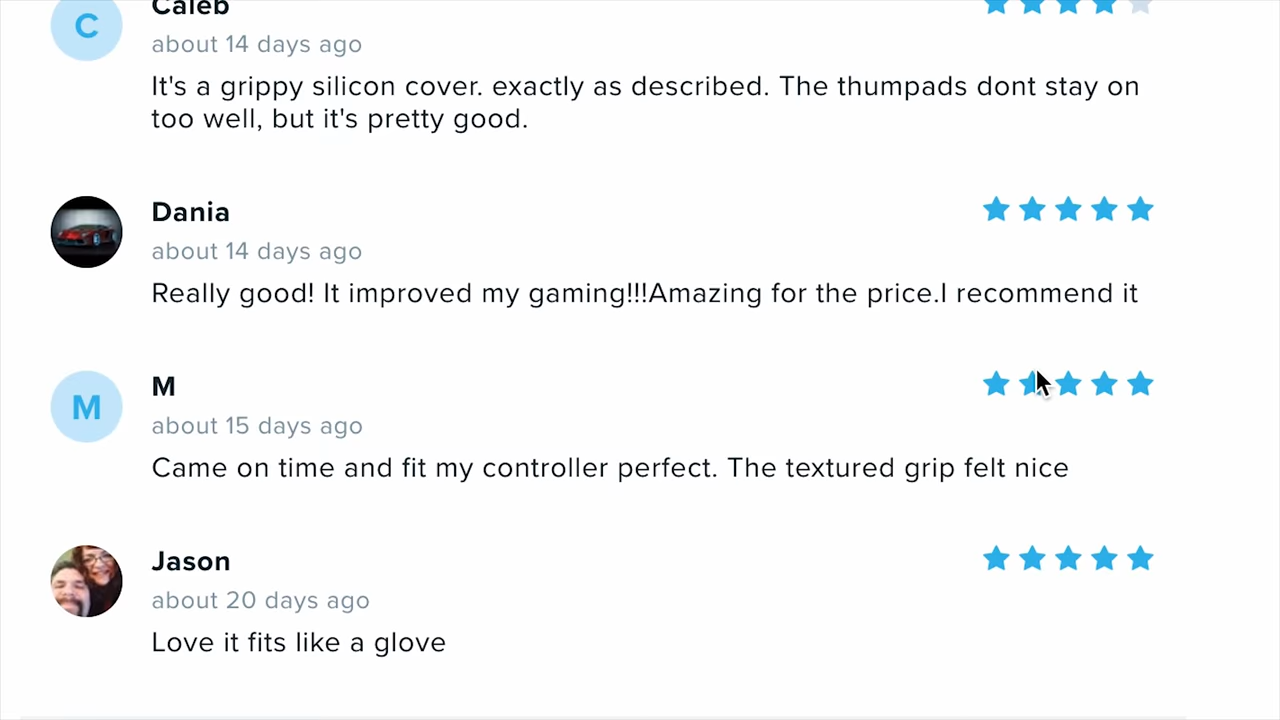 Caleb
C
about 14 days ago
It's a grippy silicon cover. exactly as described. The thumpads dont stay on
too well, but it's pretty good.
Dania
about 14 days ago
Really good! It improved my gaming!!!Amazing for the price.I recommend it
M
M
about 15 days ago
Came on time and fit my controller perfect. The textured grip felt nice
Jason
about 20 days ago
Love it fits like a glove